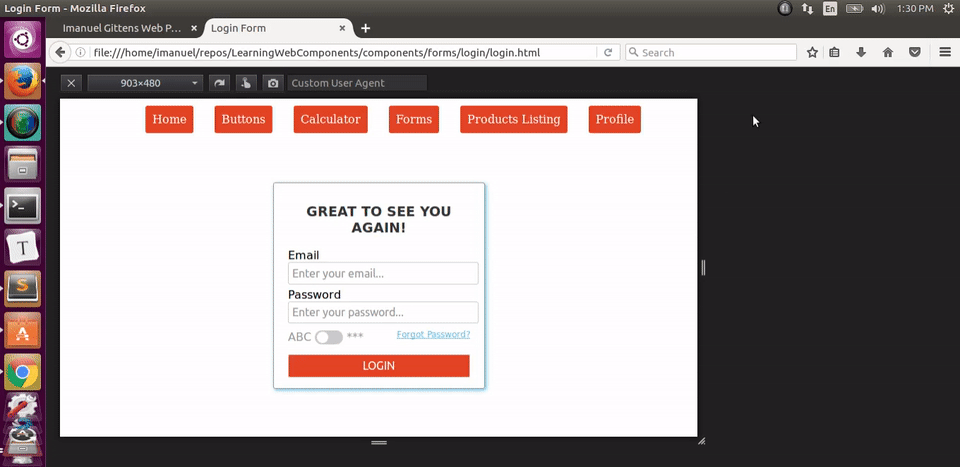 Login Form - Mozilla Firefox
En
1:30 PM
Imanuel Gittens Web P...
Login Form
file:///home/imanuel/repos/LearningWebComponents/components/forms/login/login.html
Search
903×480
Custom User Agent
Home
Buttons
Calculator
Forms
Products Listing
Profile
GREAT TO SEE YOU
AGAIN!
Email
Enter your email...
Password
Enter your password...
ABC
***
Forgot Password?
LOGIN
T
S
A